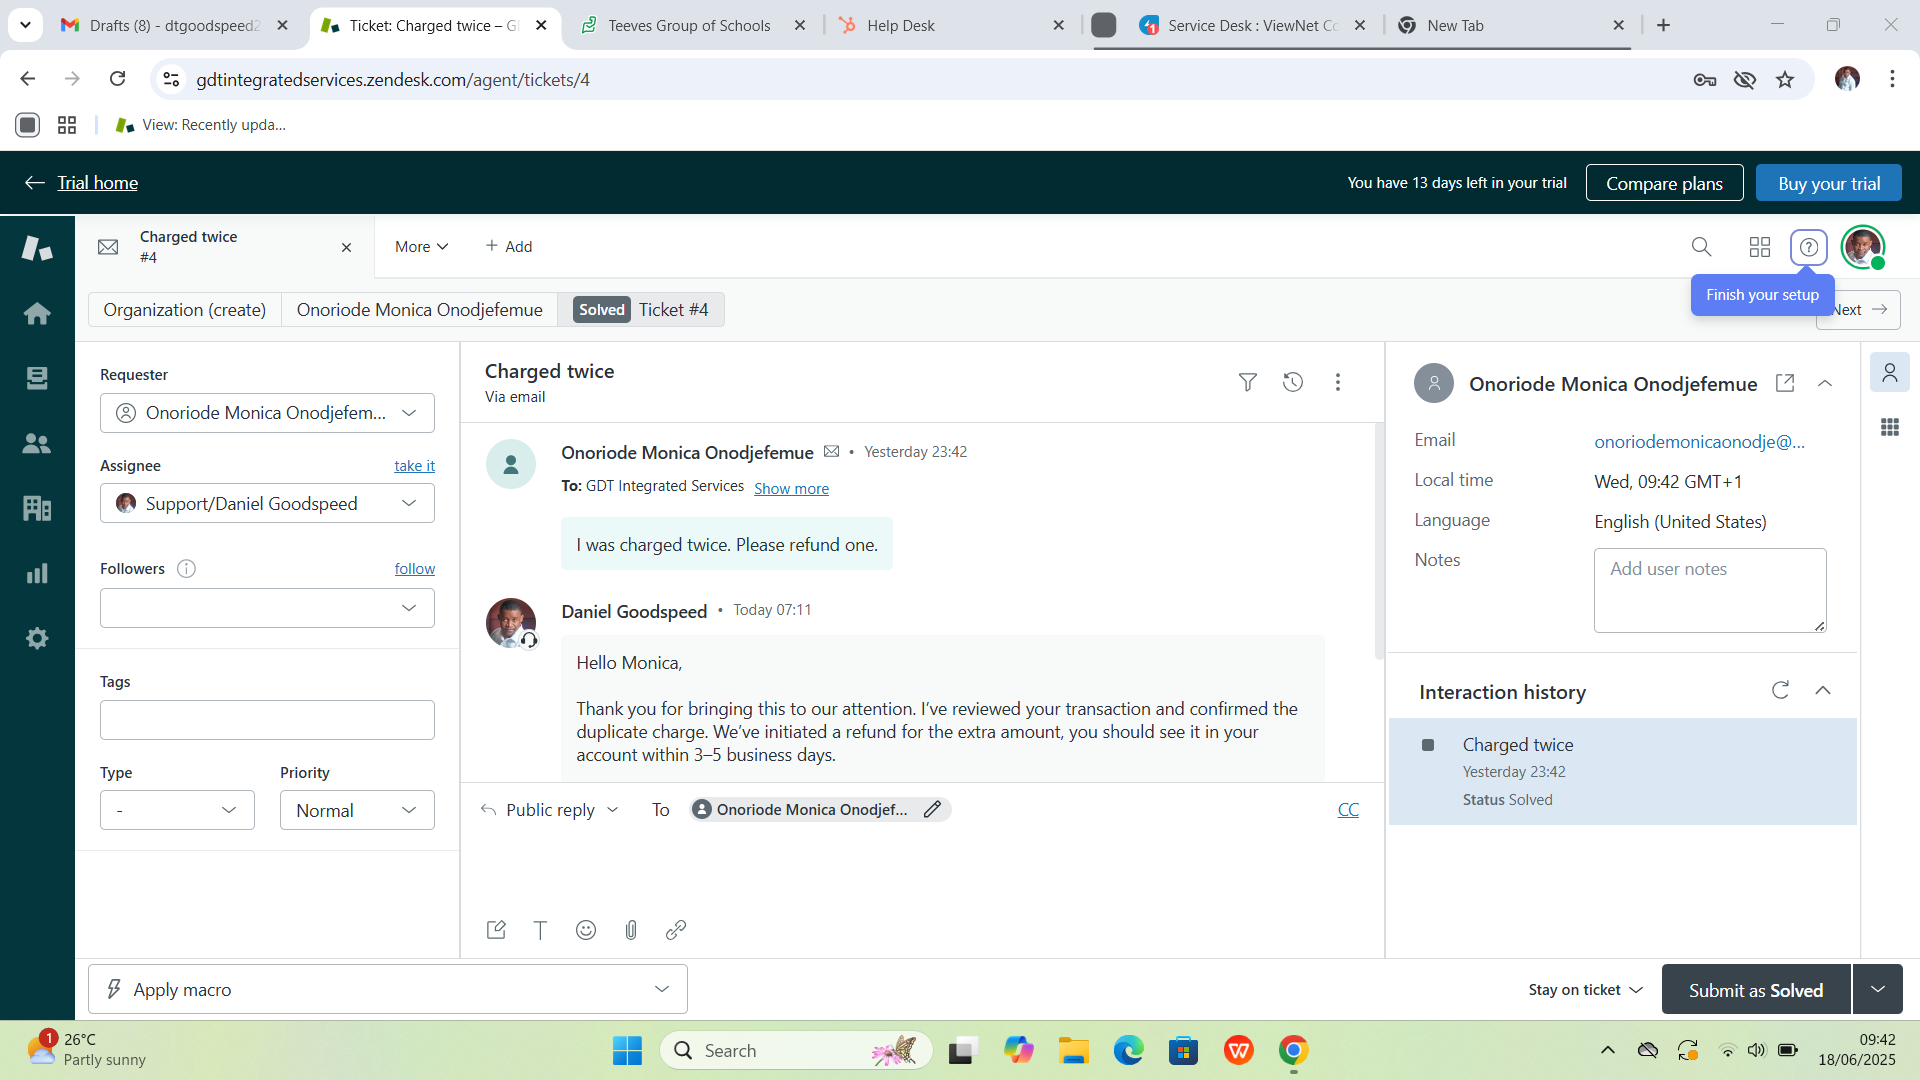 Drafts (8) - dtgoodspeed2
Ticket: Charged twice – G
Teeves Group of Schools
Help Desk
Service Desk : ViewNet Co
New Tab
gdtintegratedservices.zendesk.com/agent/tickets/4
View: Recently upda...
Trial home
You have 13 days left in your trial
Compare plans
Buy your trial
Charged twice
#4
More
+ Add
Finish your setup
Organization (create)
Onoriode Monica Onodjefemue
Solved Ticket #4
Next
Requester
Onoriode Monica Onodjefem...
Assignee
take it
Support/Daniel Goodspeed
Followers
follow
Tags
Type
Priority
-
Normal
Charged twice
Via email
Onoriode Monica Onodjefemue • Yesterday 23:42
To: GDT Integrated Services Show more
I was charged twice. Please refund one.
Daniel Goodspeed • Today 07:11
Hello Monica,
Thank you for bringing this to our attention. I’ve reviewed your transaction and confirmed the
duplicate charge. We’ve initiated a refund for the extra amount, you should see it in your
account within 3–5 business days.
Public reply
To
Onoriode Monica Onodjef...
CC
Onoriode Monica Onodjefemue
Email
onoriodemonicaonodje@...
Local time
Wed, 09:42 GMT+1
Language
English (United States)
Notes
Add user notes
Interaction history
Charged twice
Yesterday 23:42
Status Solved
Apply macro
Stay on ticket
Submit as Solved
1
26°C
Partly sunny
Search
09:42
18/06/2025